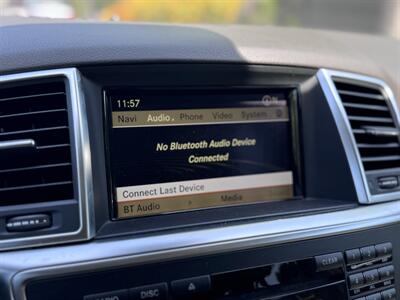 11:57 N
Navi Audio Phone Video System
No Bluetooth Audio Device
Connected
Connect Last Device
BT Audio Media
CLEAR
DISC